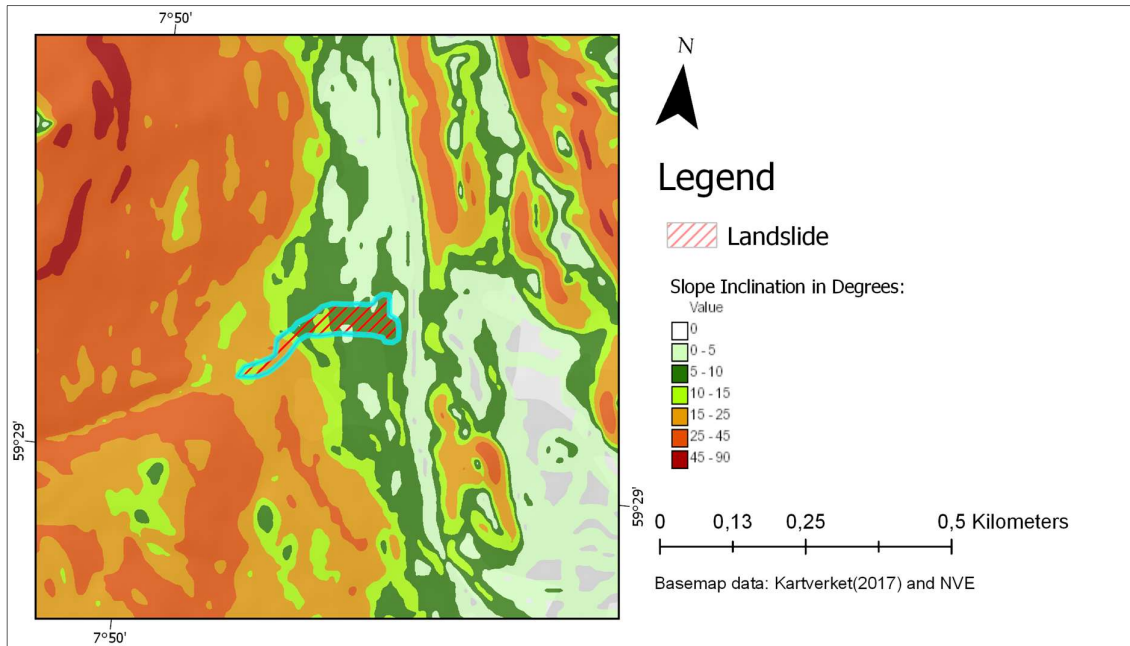 7°50'
N
Legend
Landslide
Slope Inclination in Degrees:
Value
0
0 - 5
5 - 10
10 - 15
15 - 25
25 - 45
45 - 90
59°29'
59°29'
0 0,13 0,25 0,5 Kilometers
Basemap data: Kartverket(2017) and NVE
7°50'